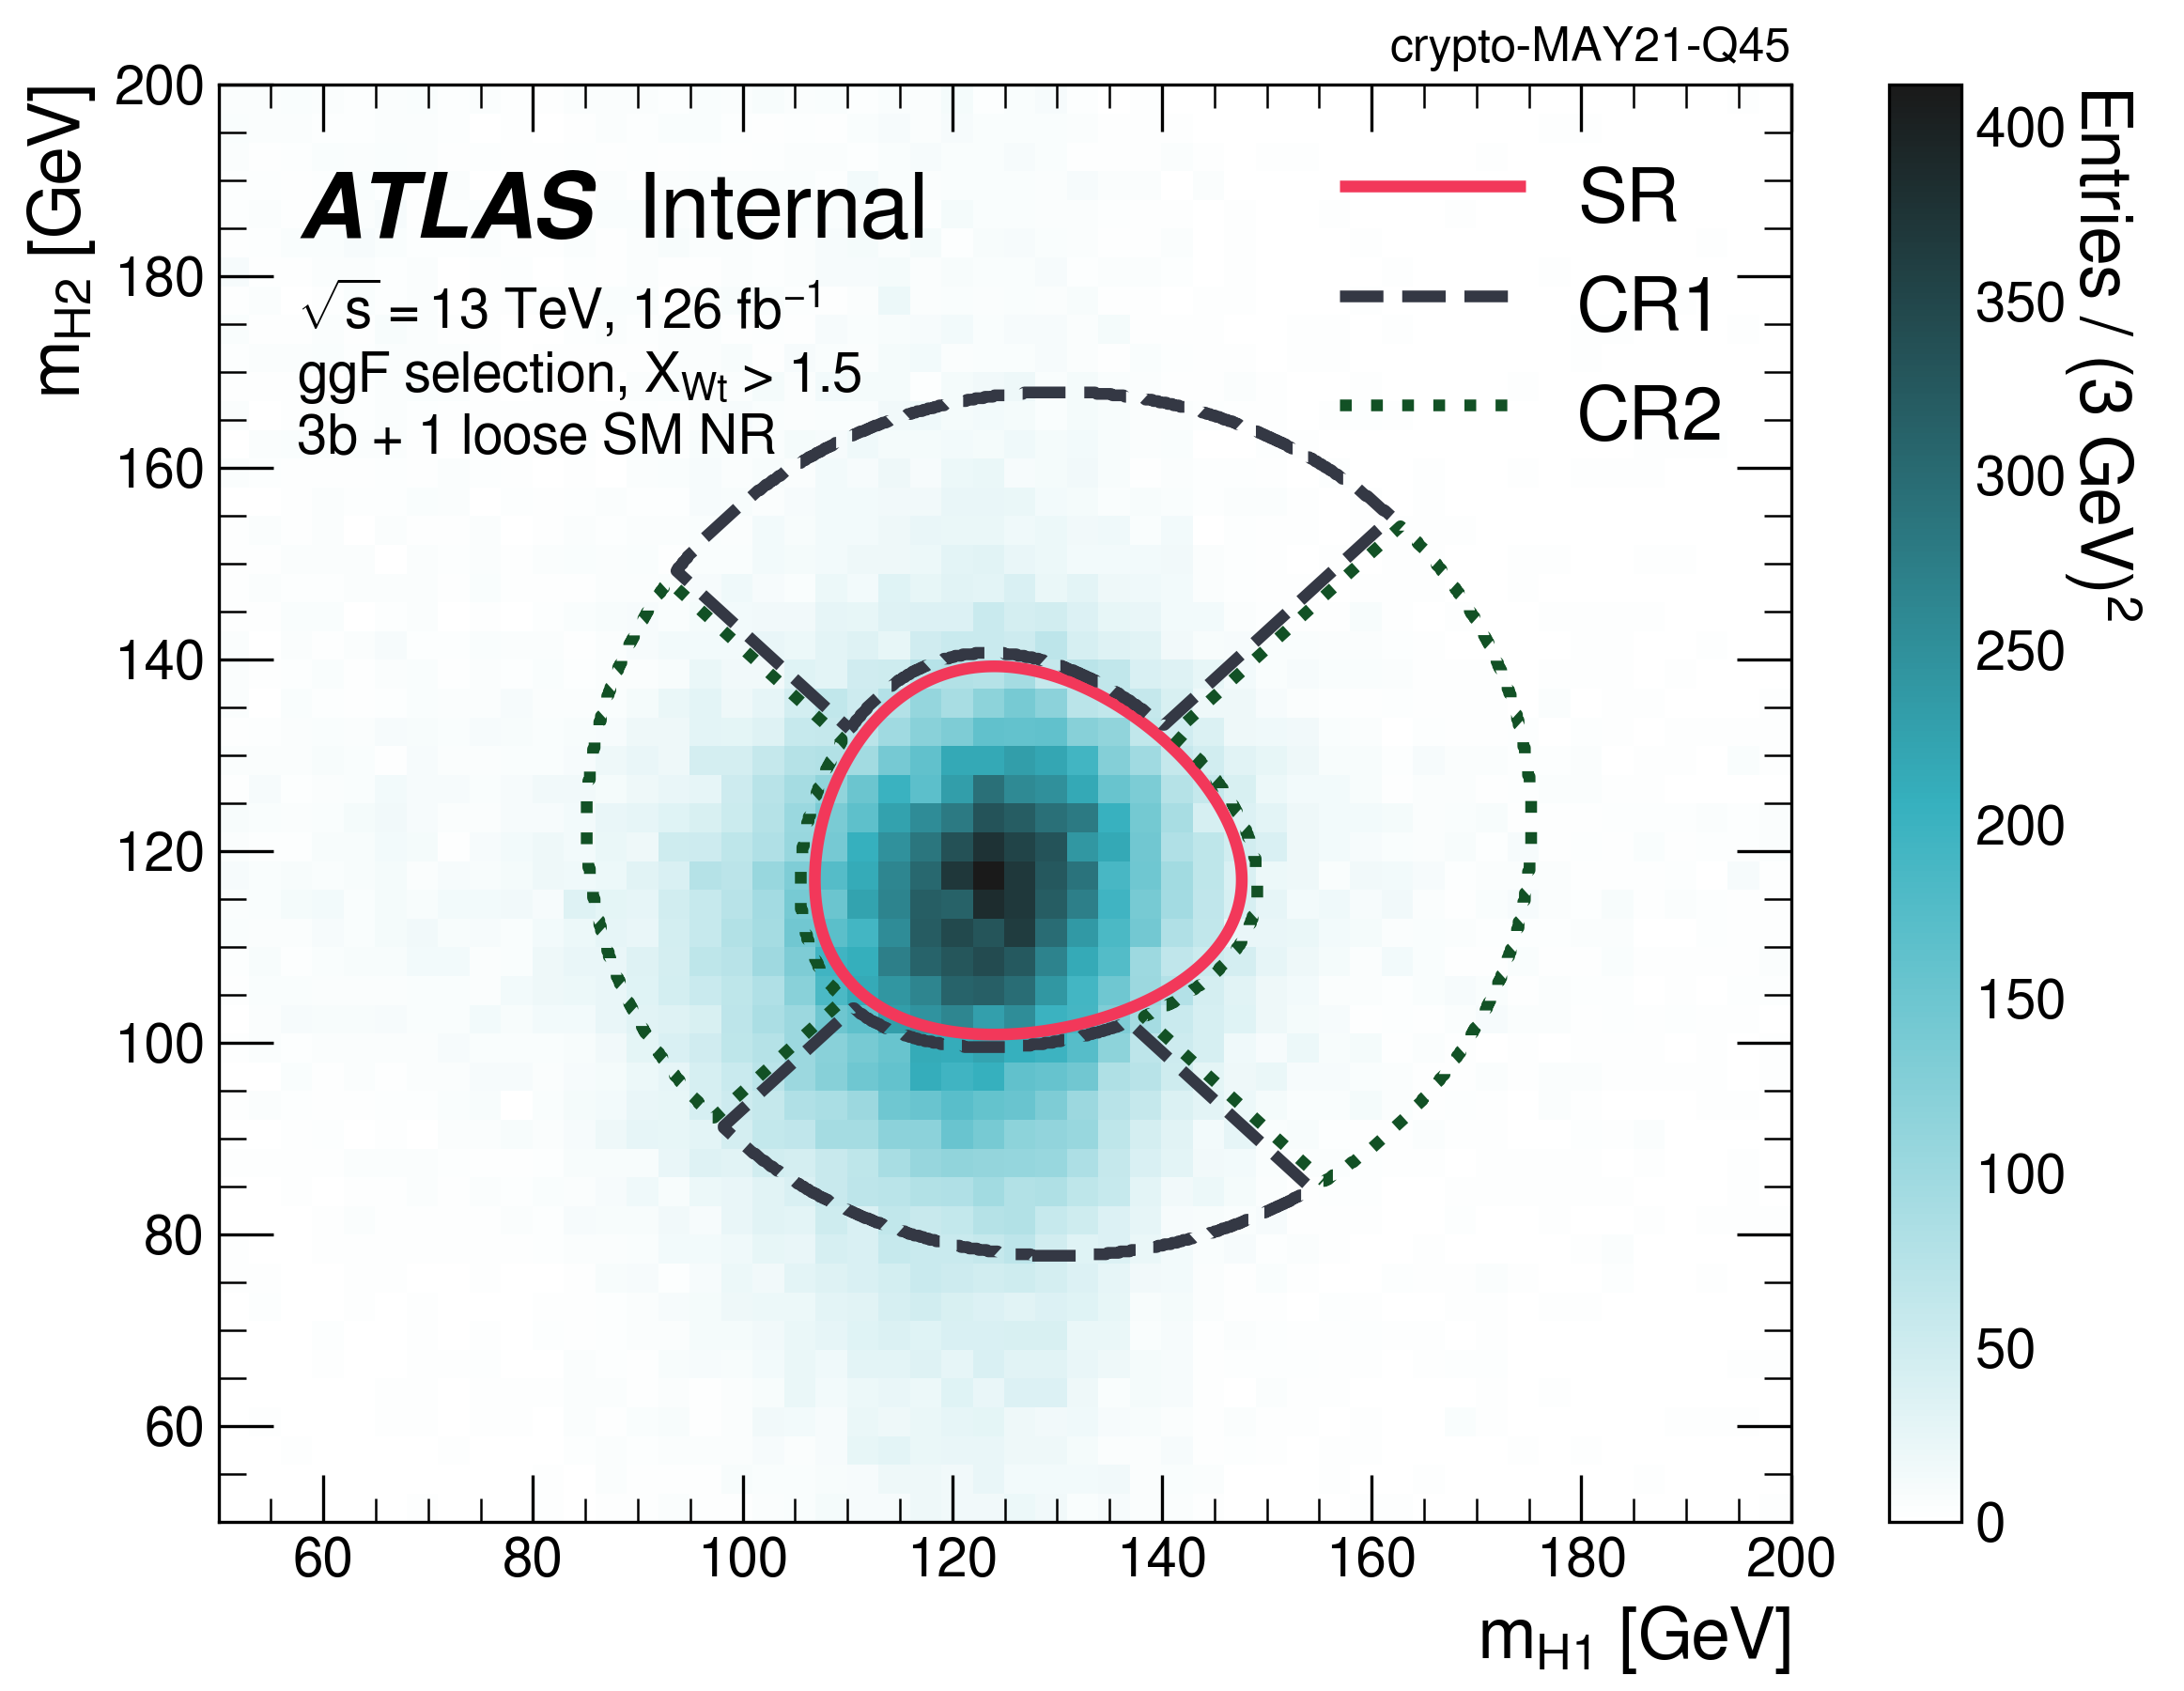 crypto-MAY21-Q45
ATLAS Internal
√s = 13 TeV, 126 fb⁻¹
ggF selection, X_Wt > 1.5
3b + 1 loose SM NR
SR
CR1
CR2
m_H2 [GeV]
200
180
160
140
120
100
80
60
60 80 100 120 140 160 180 200
m_H1 [GeV]
400
350
300
250
200
150
100
50
0
Entries / (3 GeV)²